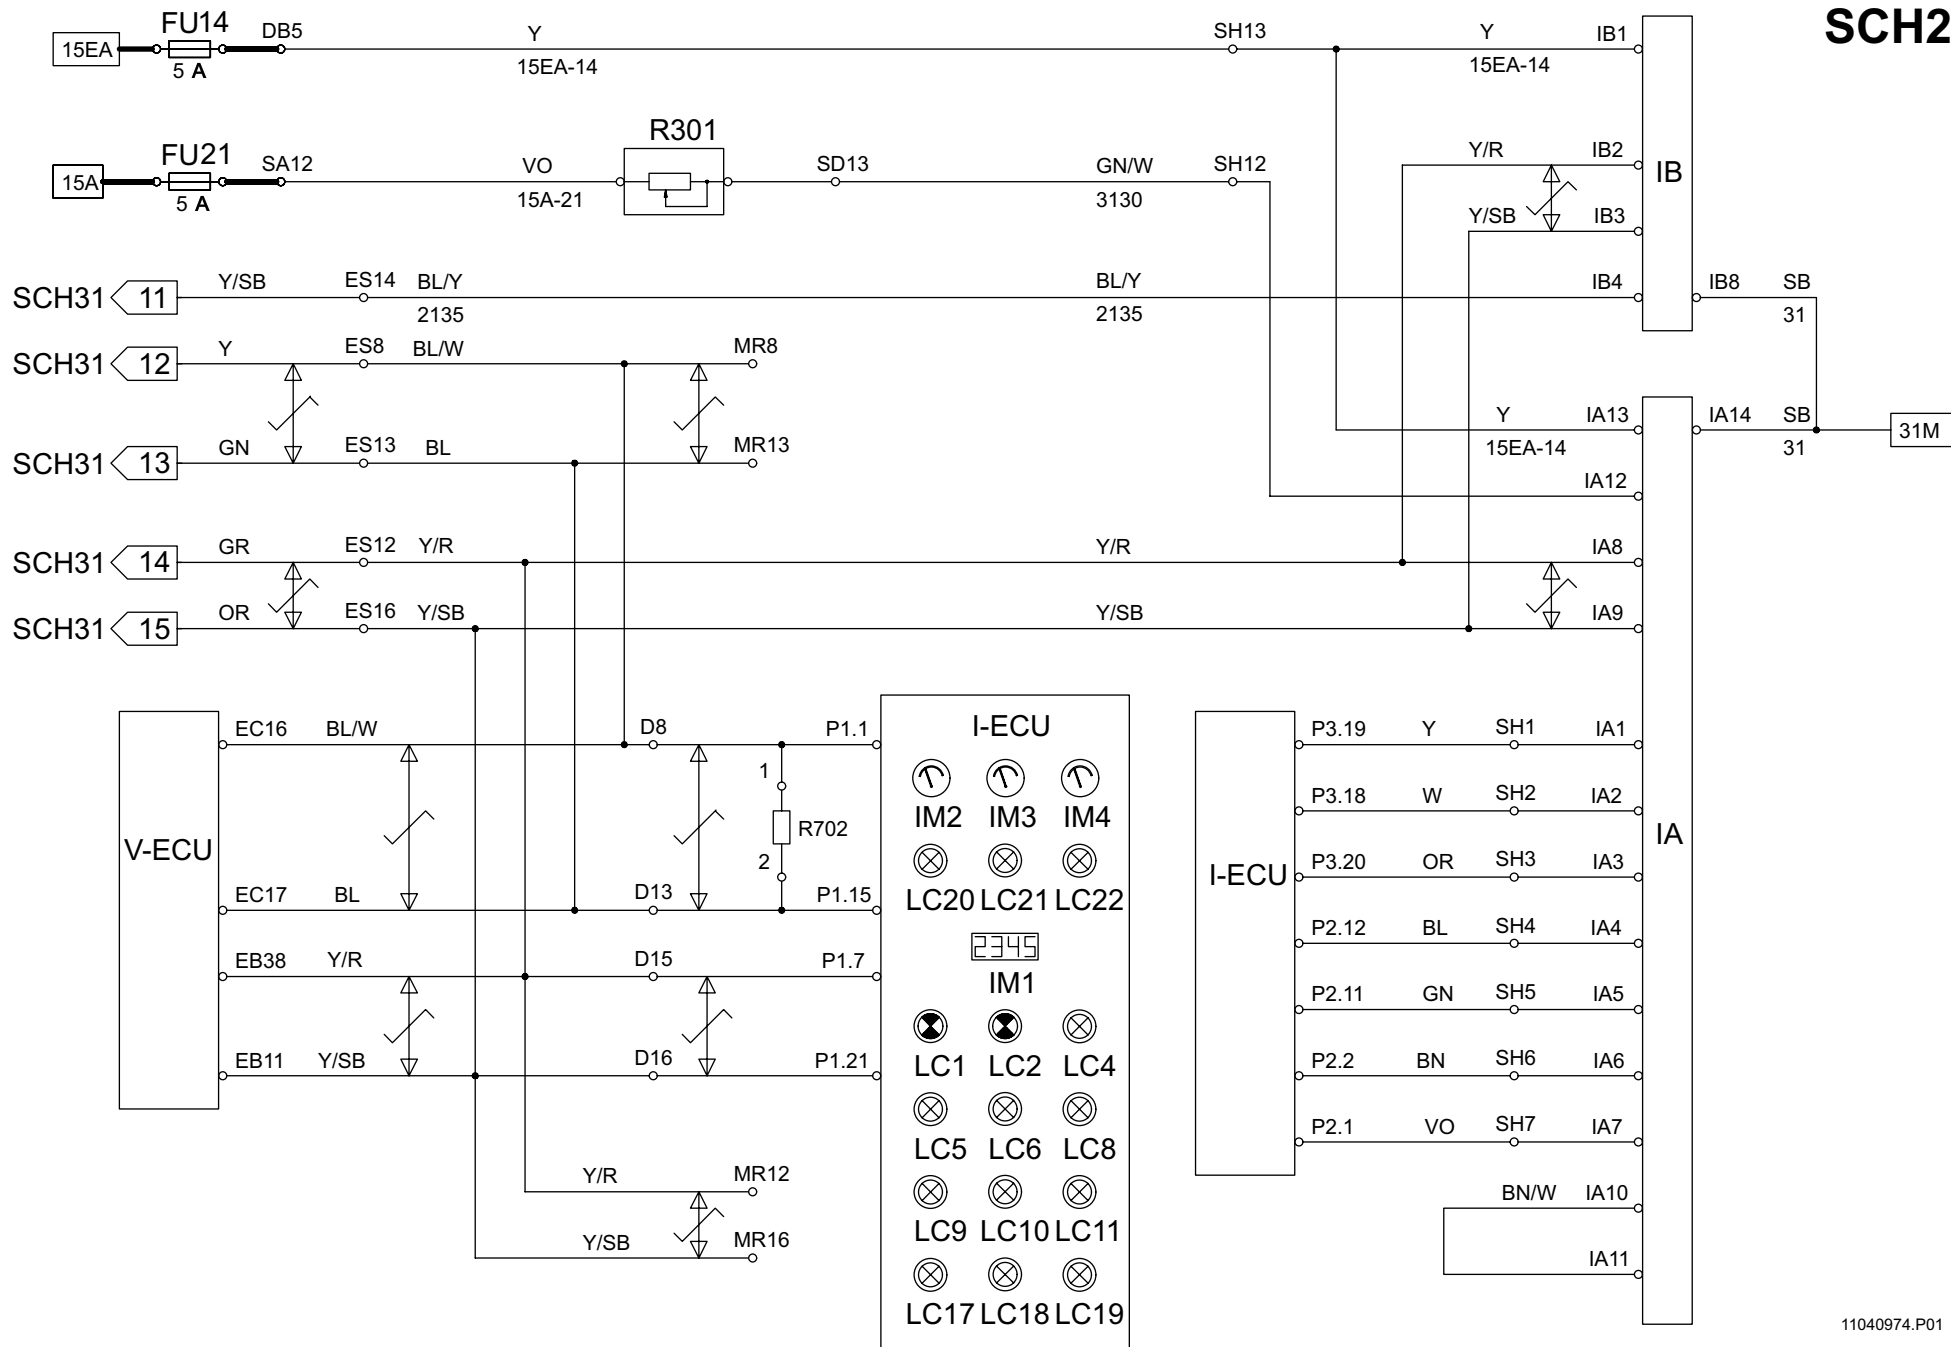 SCH2
FU14 DB5 Y SH13 Y IB1
15EA 5 A 15EA-14 15EA-14
R301
FU21 SA12 VO SD13 GN/W SH12 Y/R IB2 IB
15A 5 A 15A-21 3130 Y/SB IB3
SCH31 11 Y/SB ES14 BL/Y BL/Y IB4 IB8 SB
2135 2135 31
SCH31 12 Y ES8 BL/W MR8
Y IA13 IA14 SB
SCH31 13 GN ES13 BL MR13 15EA-14 31 31M
IA12
SCH31 14 GR ES12 Y/R Y/R IA8
SCH31 15 OR ES16 Y/SB Y/SB IA9
V-ECU EC16 BL/W D8 P1.1 I-ECU
1 R702 2
EC17 BL D13 P1.15
EB38 Y/R D15 P1.7
EB11 Y/SB D16 P1.21
Y/R MR12
Y/SB MR16
IM2 IM3 IM4
LC20 LC21 LC22
2345
IM1
LC1 LC2 LC4
LC5 LC6 LC8
LC9 LC10 LC11
LC17 LC18 LC19
I-ECU IA
P3.19 Y SH1 IA1
P3.18 W SH2 IA2
P3.20 OR SH3 IA3
P2.12 BL SH4 IA4
P2.11 GN SH5 IA5
P2.2 BN SH6 IA6
P2.1 VO SH7 IA7
BN/W IA10
IA11
11040974.P01